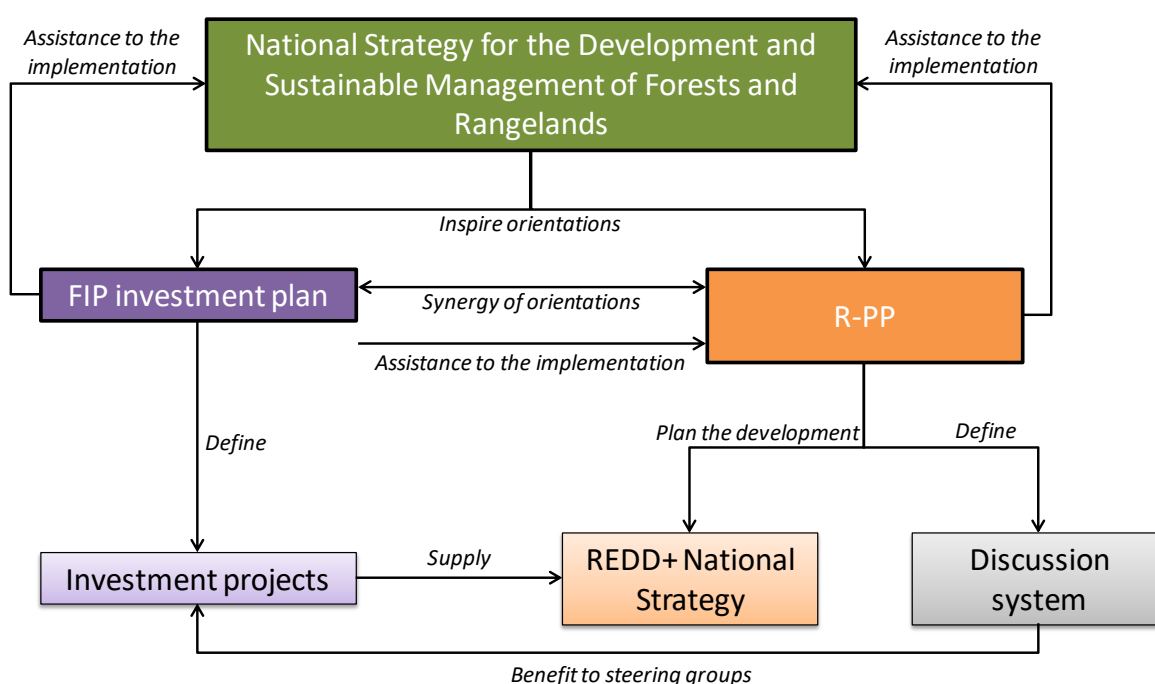 Assistance to the
implementation
National Strategy for the Development and
Sustainable Management of Forests and
Rangelands
Assistance to the
implementation
Inspire orientations
FIP investment plan
Synergy of orientations
R-PP
Assistance to the implementation
Define
Plan the development
Define
Investment projects
Supply
REDD+ National
Strategy
Discussion
system
Benefit to steering groups